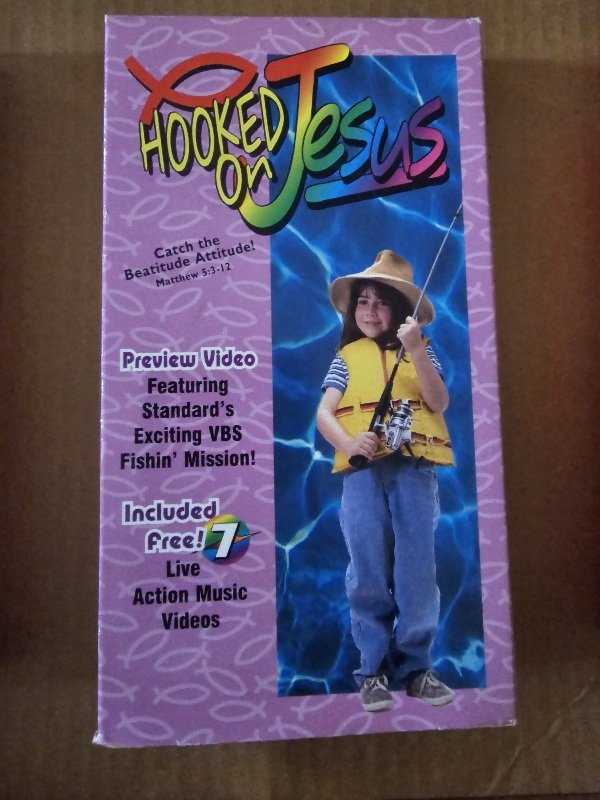 HOOKED
On
Jesus
Catch the
Beatitude Attitude!
Matthew 5:3-12
Preview Video
Featuring
Standard's
Exciting VBS
Fishin' Mission!
Included
free! 7
Live
Action Music
Videos